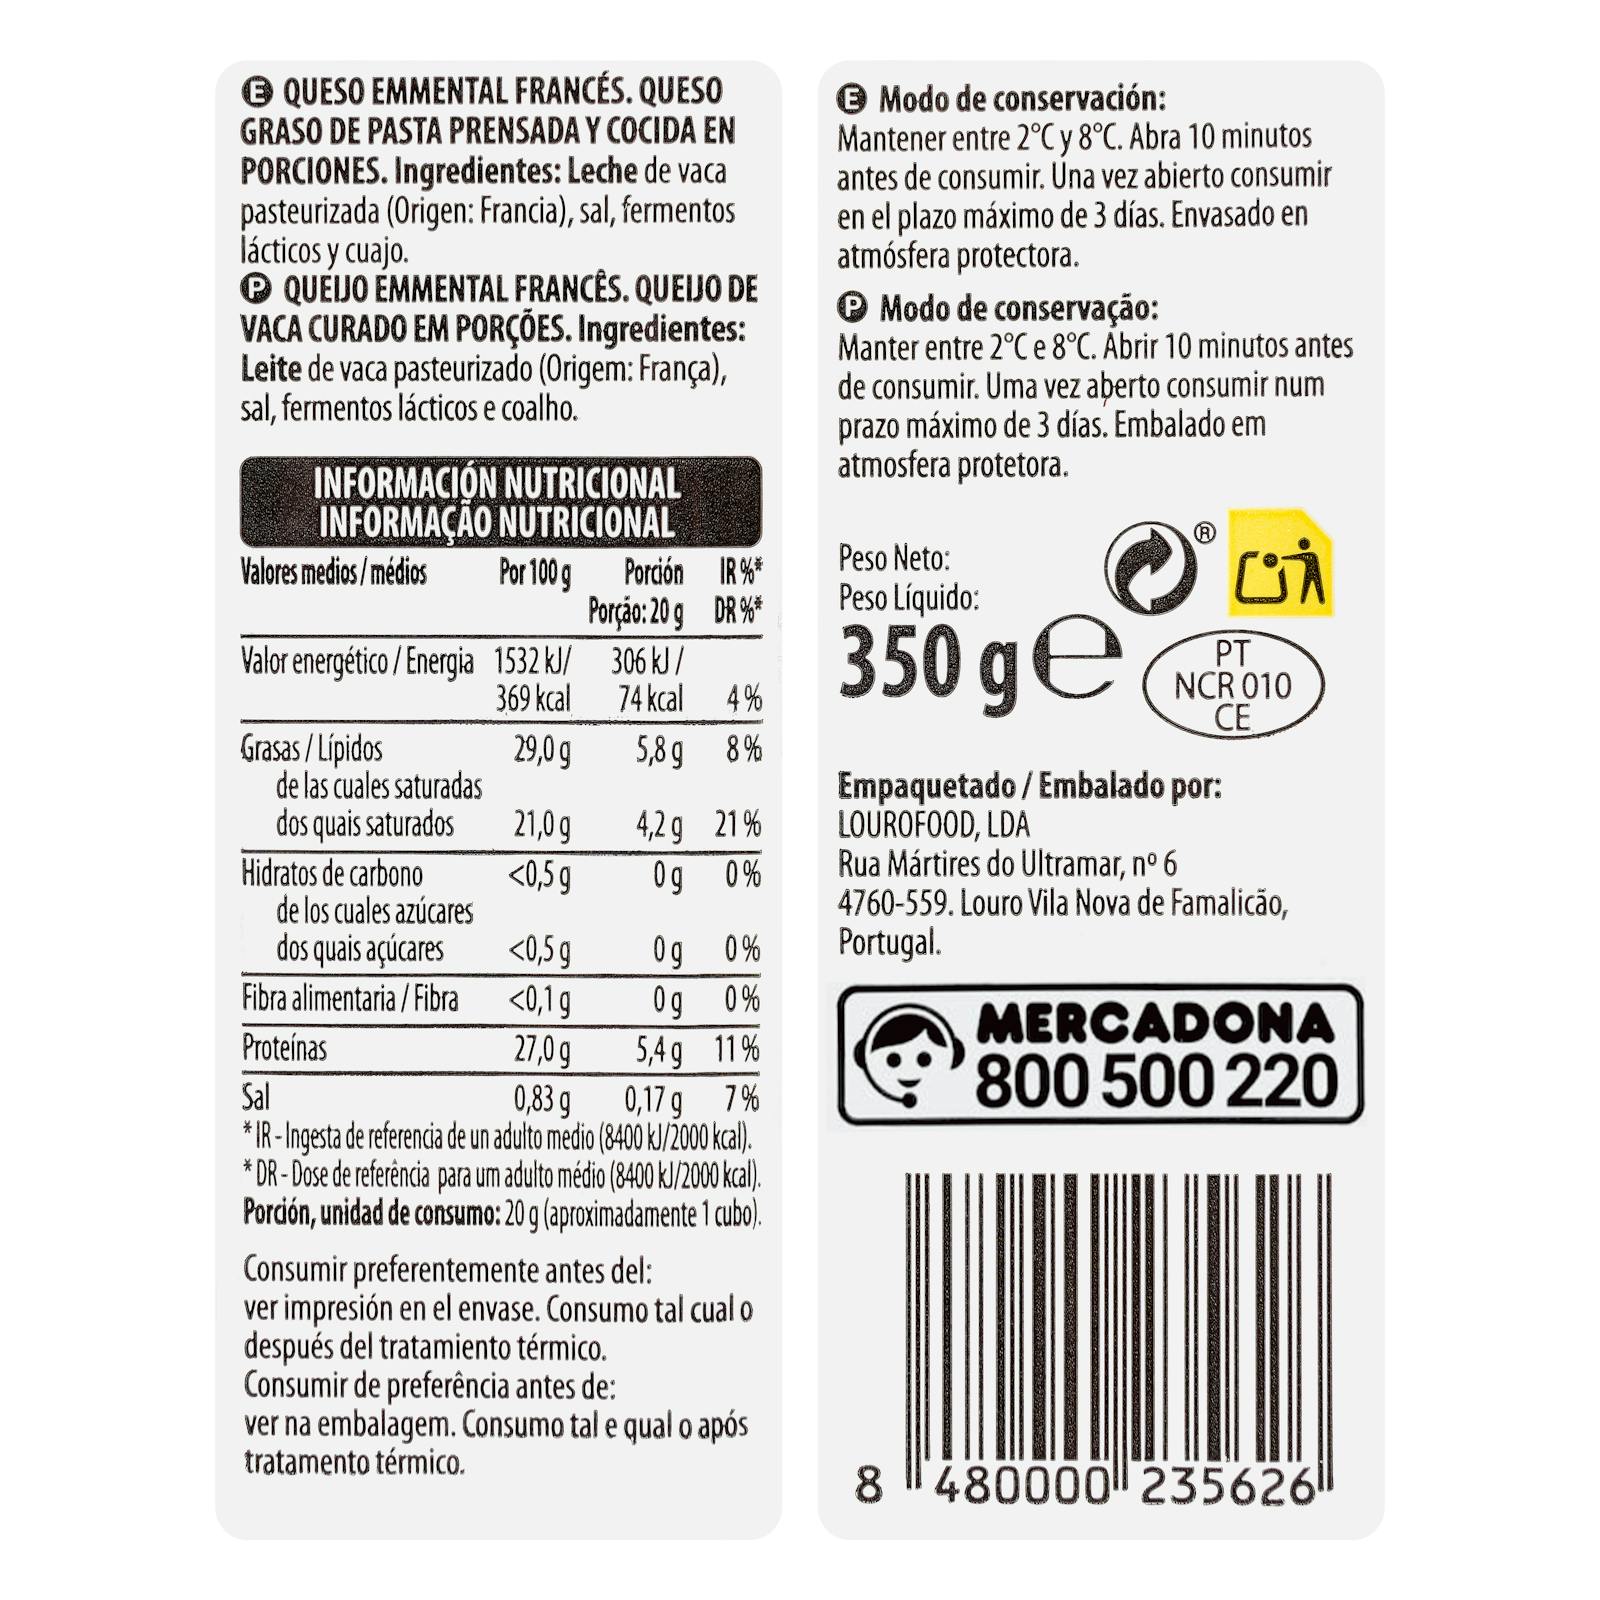 E QUESO EMMENTAL FRANCÉS. QUESO
GRASO DE PASTA PRENSADA Y COCIDA EN
PORCIONES. Ingredientes: Leche de vaca
pasteurizada (Origen: Francia), sal, fermentos
lácticos y cuajo.
P QUEIJO EMMENTAL FRANCÊS. QUEIJO DE
VACA CURADO EM PORÇÕES. Ingredientes:
Leite de vaca pasteurizado (Origem: França),
sal, fermentos lácticos e coalho.
INFORMACIÓN NUTRICIONAL
INFORMAÇÃO NUTRICIONAL
Valores medios / médios Por 100 g Porción IR %*
Porção: 20 g DR %*
Valor energético / Energia 1532 kJ/ 306 kJ /
369 kcal 74 kcal 4 %
Grasas / Lípidos 29,0 g 5,8 g 8 %
de las cuales saturadas
dos quais saturados 21,0 g 4,2 g 21 %
Hidratos de carbono <0,5 g 0 g 0 %
de los cuales azúcares
dos quais açúcares <0,5 g 0 g 0 %
Fibra alimentaria / Fibra <0,1 g 0 g 0 %
Proteínas 27,0 g 5,4 g 11 %
Sal 0,83 g 0,17 g 7 %
* IR - Ingesta de referencia de un adulto medio (8400 kJ/2000 kcal).
* DR - Dose de referência para um adulto médio (8400 kJ/2000 kcal).
Porción, unidad de consumo: 20 g (aproximadamente 1 cubo).
Consumir preferentemente antes del:
ver impresión en el envase. Consumo tal cual o
después del tratamiento térmico.
Consumir de preferência antes de:
ver na embalagem. Consumo tal e qual o após
tratamento térmico.
E Modo de conservación:
Mantener entre 2°C y 8°C. Abra 10 minutos
antes de consumir. Una vez abierto consumir
en el plazo máximo de 3 días. Envasado en
atmósfera protectora.
P Modo de conservação:
Manter entre 2°C e 8°C. Abrir 10 minutos antes
de consumir. Uma vez aberto consumir num
prazo máximo de 3 días. Embalado em
atmosfera protetora.
Peso Neto:
Peso Líquido:
350 g e
®
PT
NCR 010
CE
Empaquetado / Embalado por:
LOUROFOOD, LDA
Rua Mártires do Ultramar, nº 6
4760-559. Louro Vila Nova de Famalicão,
Portugal.
MERCADONA
800 500 220
8 480000 235626